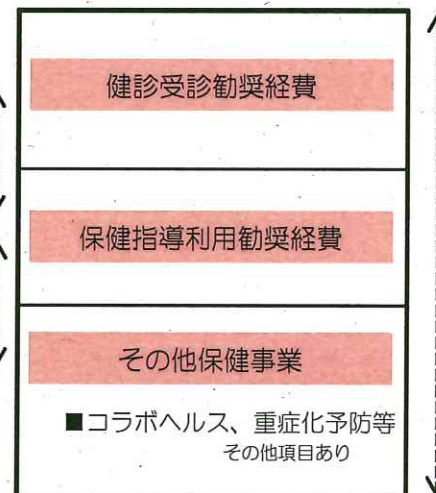 健診受診勧奨経費
保健指導利用勧奨経費
その他保健事業
■コラボヘルス、重症化予防等
その他項目あり